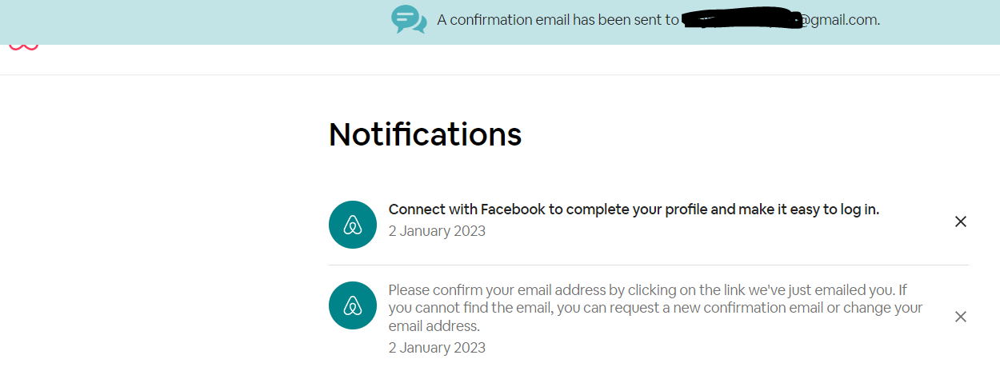 A confirmation email has been sent to @gmail.com.
Notifications
Connect with Facebook to complete your profile and make it easy to log in.
2 January 2023
Please confirm your email address by clicking on the link we've just emailed you. If
you cannot find the email, you can request a new confirmation email or change your
email address.
2 January 2023